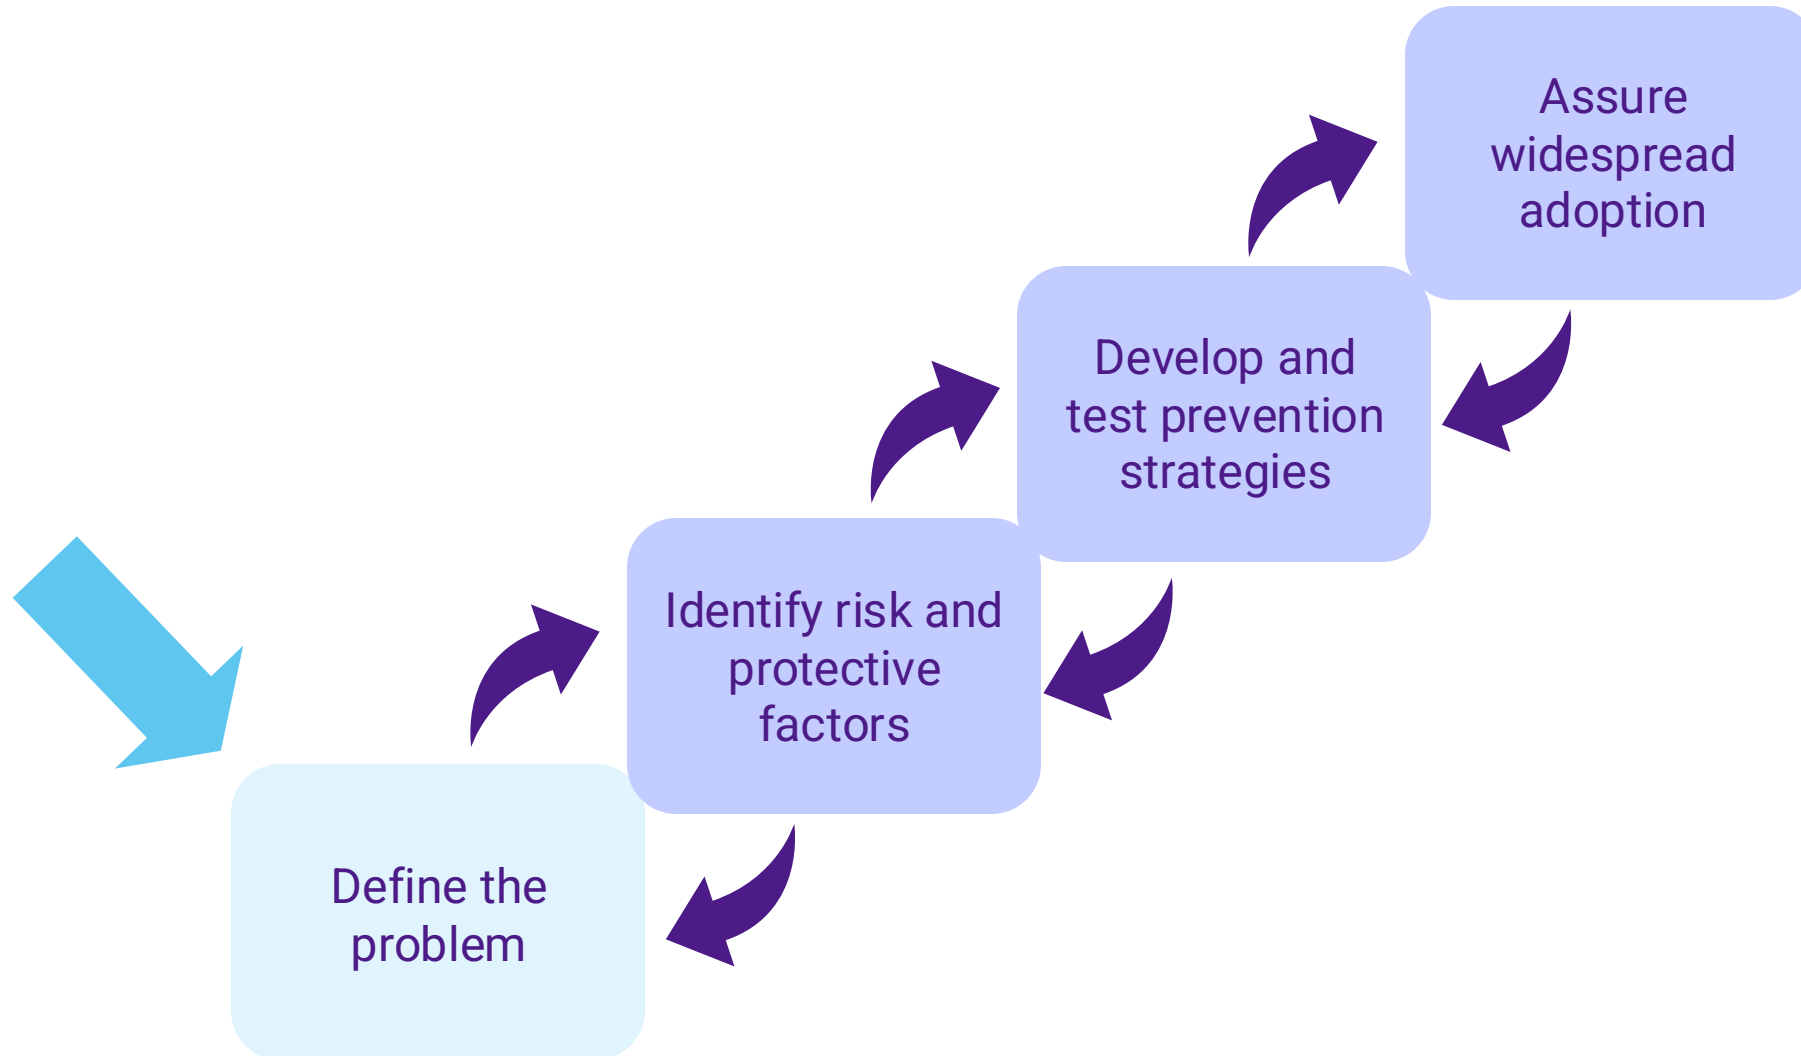 Assure
widespread
adoption
Develop and
test prevention
strategies
Identify risk and
protective
factors
Define the
problem